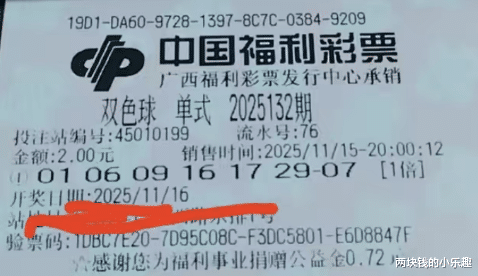 19D1-DA60-9728-1397-8C7C-0384-9209
中国福利彩票
广西福利彩票发行中心承销
双色球 单式 2025132期
投注站编号:45010199 流水号:76
金额:2.00元 销售时间:2025/11/15-20:00:12
① 01 06 09 16 17 29-07 [1倍]
开奖日期:2025/11/16
站
验票码:1DBC7E20-7D95C08C-F3DC5801-E6D8847F
☆感谢您为福利事业捐赠公益金0.72
两块钱的小乐趣